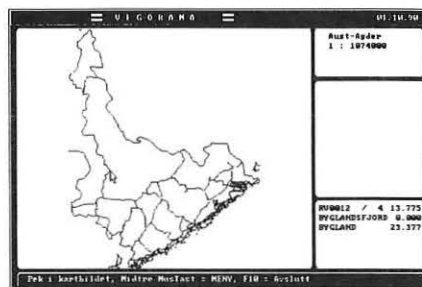 VIGORAMA 01.10.90
Aust-Agder
1 : 1074000
RV0012 / 4 13.775
BYGLANDSFJORD 0.000
BYGLAND 23.377
Pek i kartbildet, Midtre MusTast = MENY, F10 = Avslutt